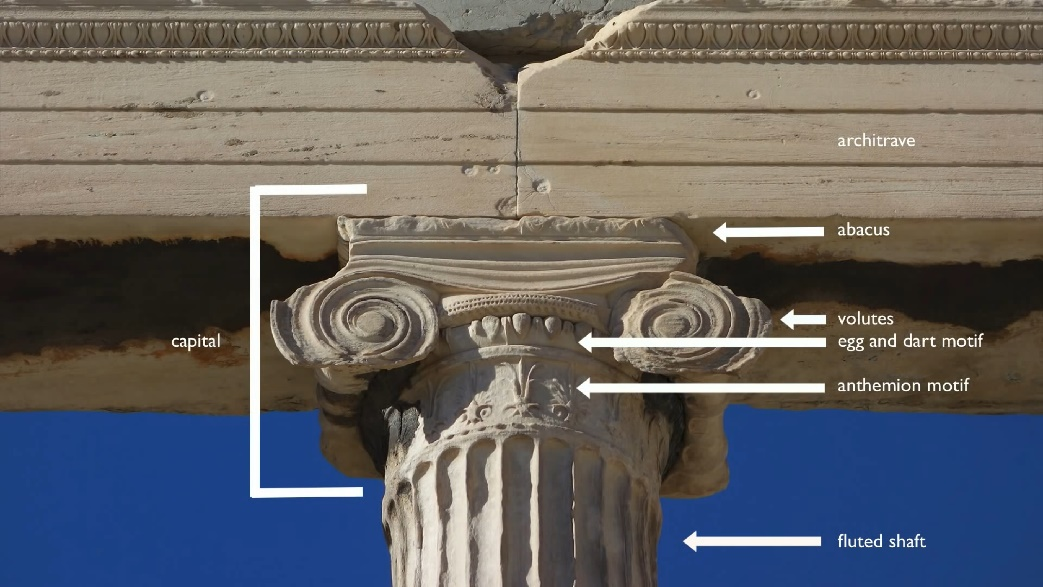 architrave
abacus
volutes
capital
egg and dart motif
anthemion motif
fluted shaft